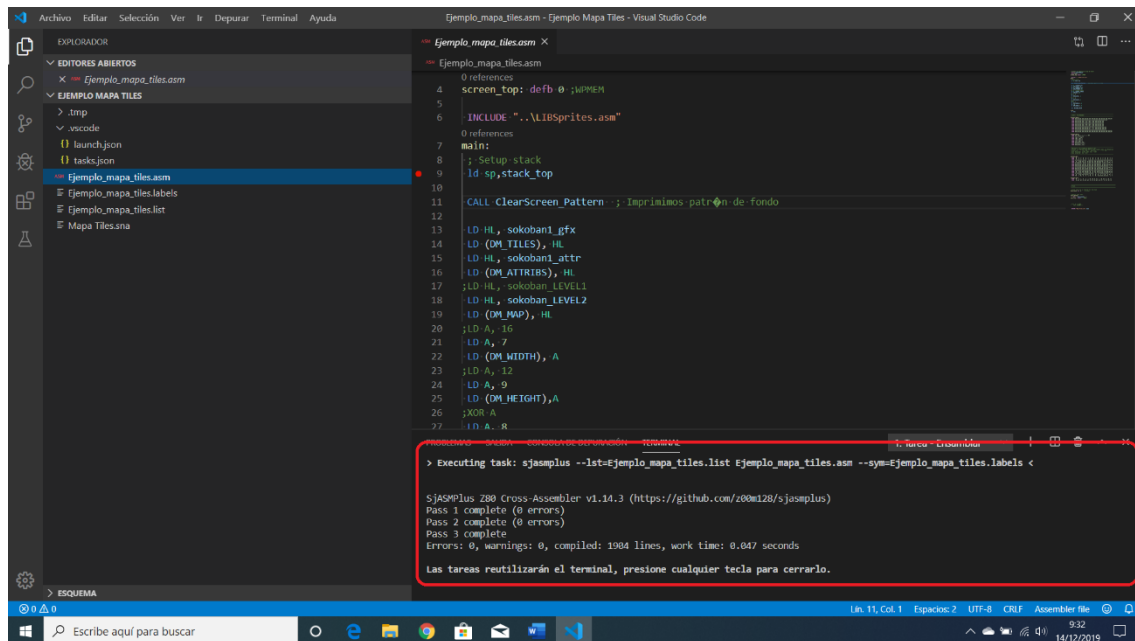 Archivo Editar Selección Ver Ir Depurar Terminal Ayuda
Ejemplo_mapa_tiles.asm - Ejemplo Mapa Tiles - Visual Studio Code
EXPLORADOR
EDITORES ABIERTOS
Ejemplo_mapa_tiles.asm
EJEMPLO MAPA TILES
> .tmp
.vscode
{} launch.json
{} tasks.json
Ejemplo_mapa_tiles.asm
Ejemplo_mapa_tiles.labels
Ejemplo_mapa_tiles.list
Mapa Tiles.sna
> ESQUEMA
Ejemplo_mapa_tiles.asm
Ejemplo_mapa_tiles.asm
0 references
4 screen_top: defb 0 ;WPMEM
5
6 INCLUDE "..\LIBSprites.asm"
0 references
7 main:
8 ; Setup stack
9 ld sp,stack_top
10
11 CALL ClearScreen_Pattern ; Imprimimos patr�n de fondo
12
13 LD HL, sokoban1_gfx
14 LD (DM_TILES), HL
15 LD HL, sokoban1_attr
16 LD (DM_ATTRIBS), HL
17 ;LD HL, sokoban_LEVEL1
18 LD HL, sokoban_LEVEL2
19 LD (DM_MAP), HL
20 ;LD A, 16
21 LD A, 7
22 LD (DM_WIDTH), A
23 ;LD A, 12
24 LD A, 9
25 LD (DM_HEIGHT),A
26 ;XOR A
27 LD A, 8
PROBLEMAS SALIDA CONSOLA DE DEPURACIÓN TERMINAL
1: Tarea - Ensamblar
> Executing task: sjasmplus --lst=Ejemplo_mapa_tiles.list Ejemplo_mapa_tiles.asm --sym=Ejemplo_mapa_tiles.labels <
SjASMPlus Z80 Cross-Assembler v1.14.3 (https://github.com/z00m128/sjasmplus)
Pass 1 complete (0 errors)
Pass 2 complete (0 errors)
Pass 3 complete
Errors: 0, warnings: 0, compiled: 1904 lines, work time: 0.047 seconds
Las tareas reutilizarán el terminal, presione cualquier tecla para cerrarlo.
0 0
Lín. 11, Col. 1 Espacios: 2 UTF-8 CRLF Assembler file
Escribe aquí para buscar
9:32
14/12/2019